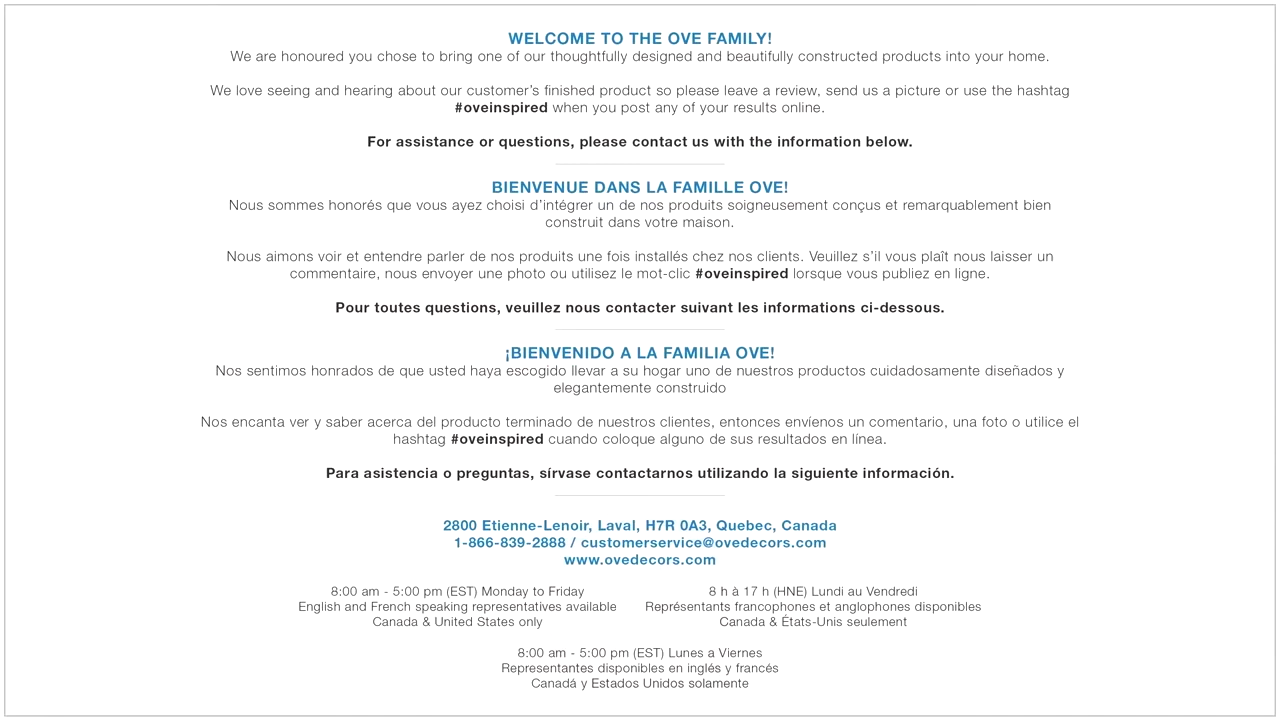 WELCOME TO THE OVE FAMILY!
We are honoured you chose to bring one of our thoughtfully designed and beautifully constructed products into your home.
We love seeing and hearing about our customer's finished product so please leave a review, send us a picture or use the hashtag
#oveinspired when you post any of your results online.
For assistance or questions, please contact us with the information below.
BIENVENUE DANS LA FAMILLE OVE!
Nous sommes honorés que vous ayez choisi d'intégrer un de nos produits soigneusement conçus et remarquablement bien
construit dans votre maison.
Nous aimons voir et entendre parler de nos produits une fois installés chez nos clients. Veuillez s'il vous plaît nous laisser un
commentaire, nous envoyer une photo ou utilisez le mot-clic #oveinspired lorsque vous publiez en ligne.
Pour toutes questions, veuillez nous contacter suivant les informations ci-dessous.
¡BIENVENIDO A LA FAMILIA OVE!
Nos sentimos honrados de que usted haya escogido llevar a su hogar uno de nuestros productos cuidadosamente diseñados y
elegantemente construido
Nos encanta ver y saber acerca del producto terminado de nuestros clientes, entonces envíenos un comentario, una foto o utilice el
hashtag #oveinspired cuando coloque alguno de sus resultados en línea.
Para asistencia o preguntas, sírvase contactarnos utilizando la siguiente información.
2800 Etienne-Lenoir, Laval, H7R 0A3, Quebec, Canada
1-866-839-2888 / customerservice@ovedecors.com
www.ovedecors.com
8:00 am - 5:00 pm (EST) Monday to Friday
English and French speaking representatives available
Canada & United States only
8 h à 17 h (HNE) Lundi au Vendredi
Représentants francophones et anglophones disponibles
Canada & États-Unis seulement
8:00 am - 5:00 pm (EST) Lunes a Viernes
Representantes disponibles en inglés y francés
Canadá y Estados Unidos solamente